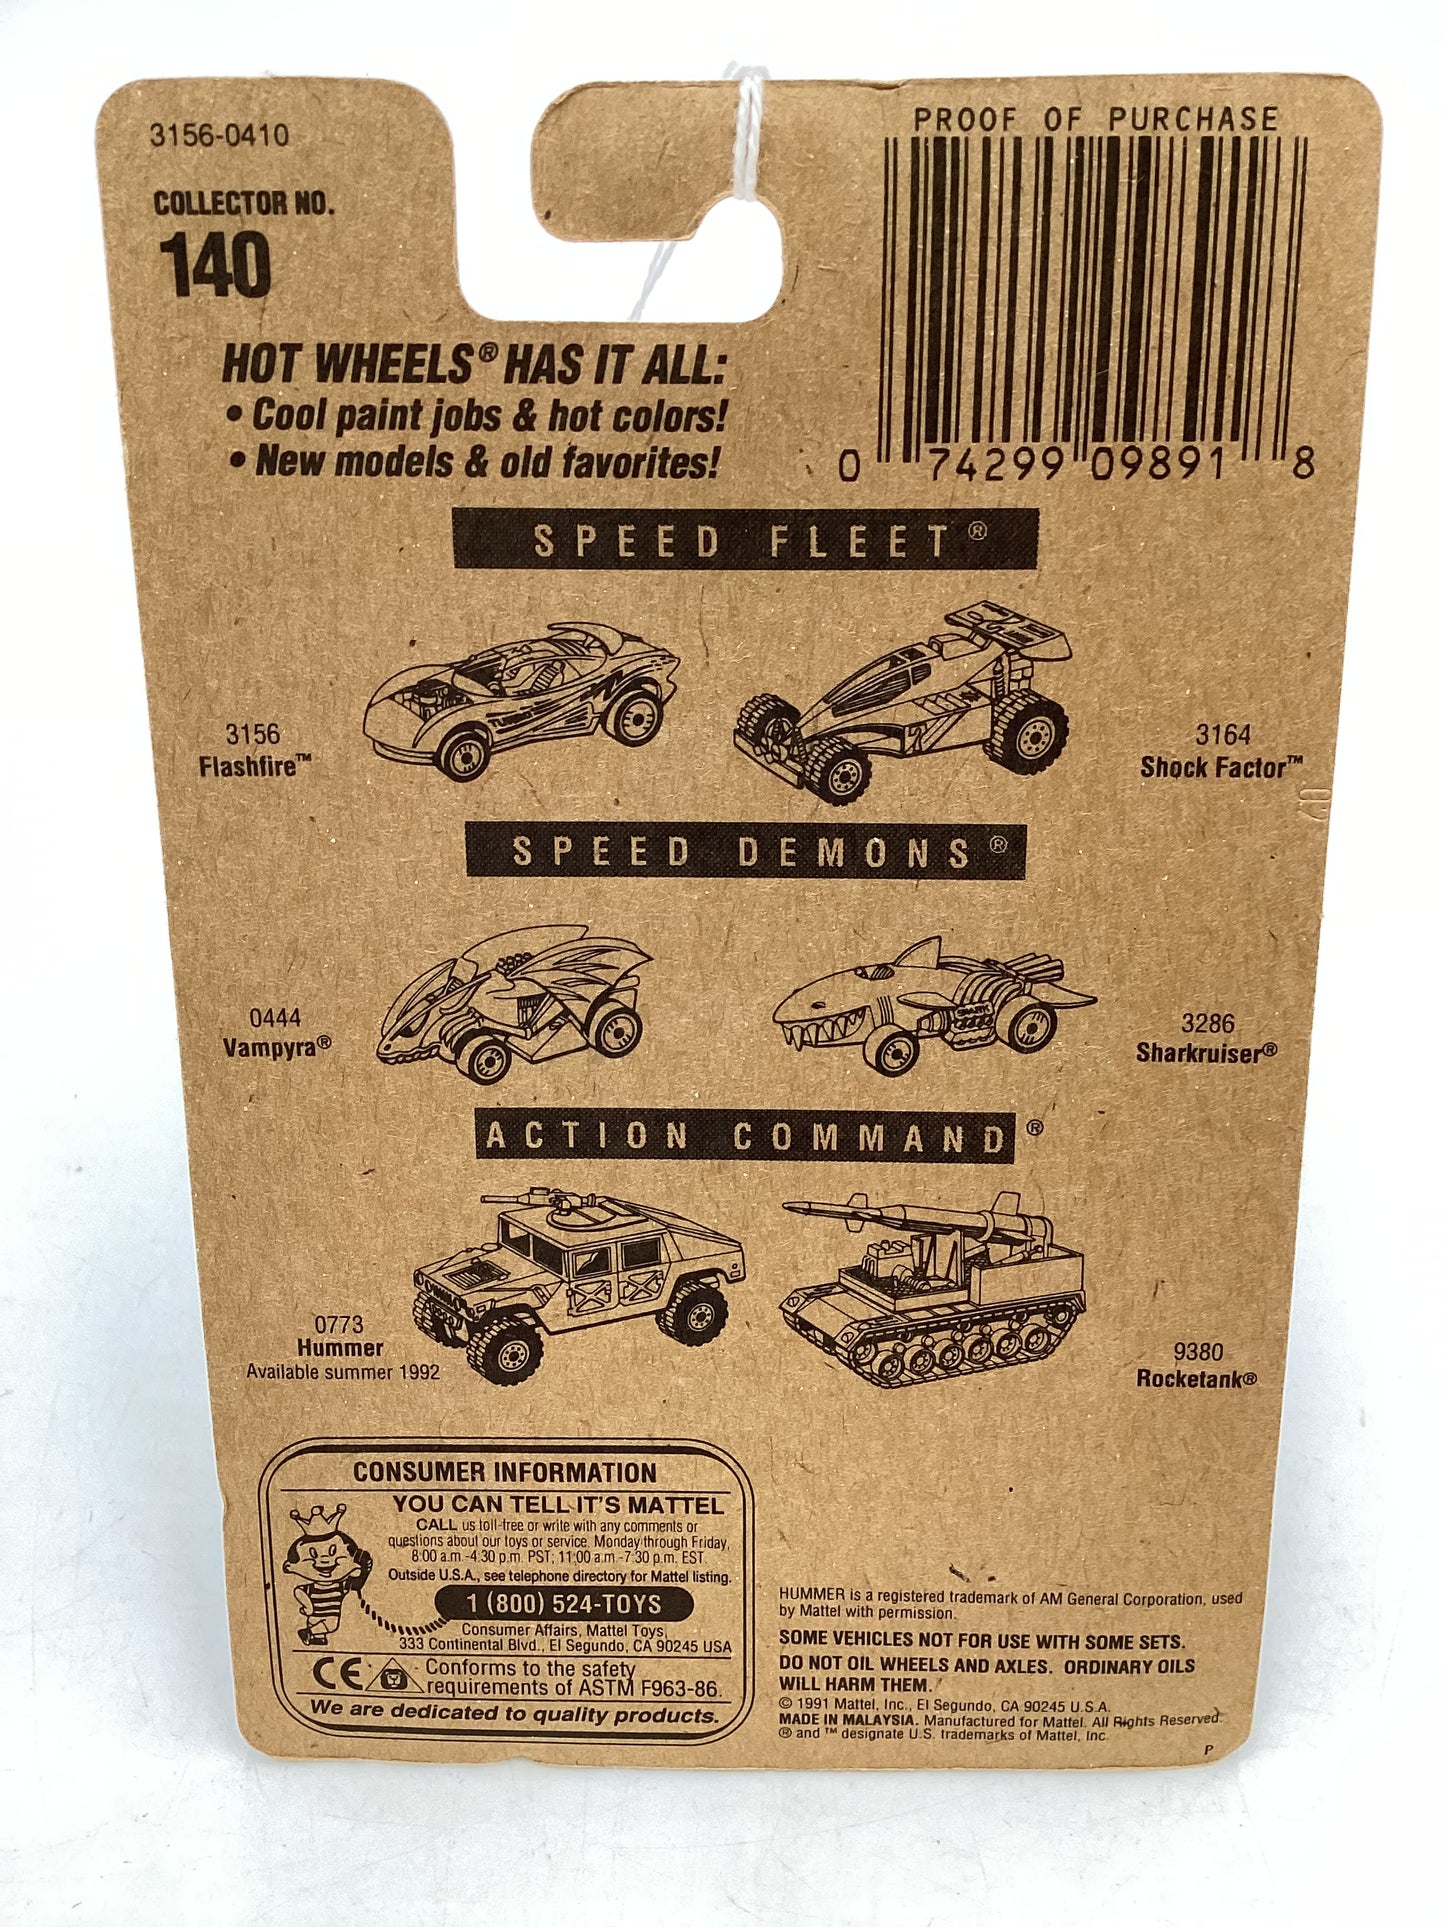 3156-0410
COLLECTOR NO.
140
PROOF OF PURCHASE
0 74299 09891 8
HOT WHEELS® HAS IT ALL:
• Cool paint jobs & hot colors!
• New models & old favorites!
SPEED FLEET®
3156
Flashfire™
TURBO
3164
Shock Factor™
SPEED DEMONS®
0444
Vampyra®
3286
Sharkruiser®
ACTION COMMAND®
0773
Hummer
Available summer 1992
9380
Rocketank®
CONSUMER INFORMATION
YOU CAN TELL IT'S MATTEL
CALL us toll-free or write with any comments or
questions about our toys or service. Monday through Friday,
8:00 a.m.-4:30 p.m. PST; 11:00 a.m.-7:30 p.m. EST
Outside U.S.A., see telephone directory for Mattel listing.
1 (800) 524-TOYS
Consumer Affairs, Mattel Toys,
333 Continental Blvd., El Segundo, CA 90245 USA
CE Conforms to the safety
requirements of ASTM F963-86.
We are dedicated to quality products.
HUMMER is a registered trademark of AM General Corporation, used
by Mattel with permission.
SOME VEHICLES NOT FOR USE WITH SOME SETS.
DO NOT OIL WHEELS AND AXLES. ORDINARY OILS
WILL HARM THEM.
© 1991 Mattel, Inc., El Segundo, CA 90245 U.S.A.
MADE IN MALAYSIA. Manufactured for Mattel. All Rights Reserved.
® and ™ designate U.S. trademarks of Mattel, Inc.
P